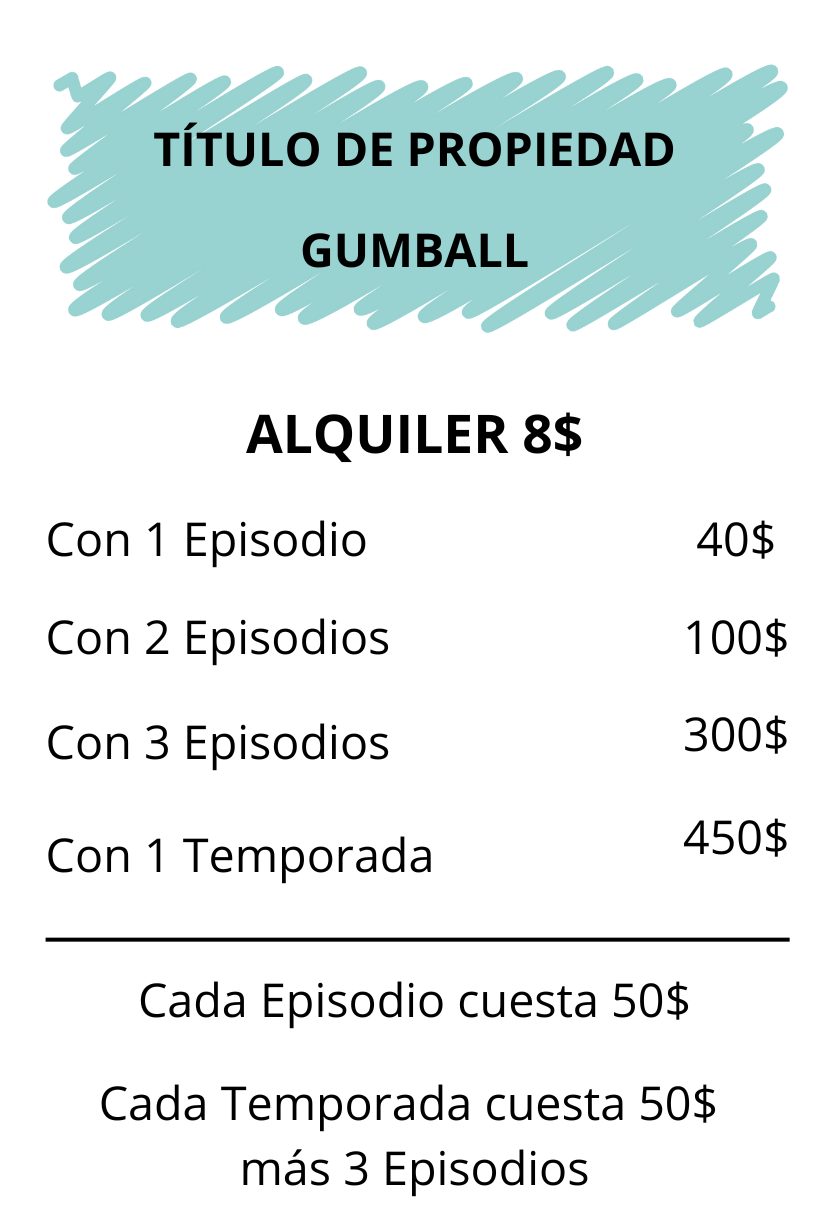 TÍTULO DE PROPIEDAD
GUMBALL
ALQUILER 8$
Con 1 Episodio 40$
Con 2 Episodios 100$
Con 3 Episodios 300$
Con 1 Temporada 450$
Cada Episodio cuesta 50$
Cada Temporada cuesta 50$
más 3 Episodios